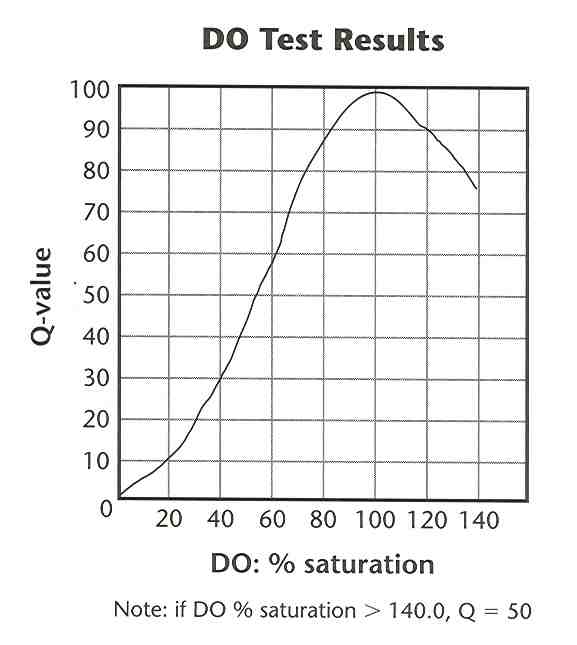 DO Test Results
100
90
80
70
60
50
40
30
20
10
0
Q-value
20 40 60 80 100 120 140
DO: % saturation
Note: if DO % saturation > 140.0, Q = 50